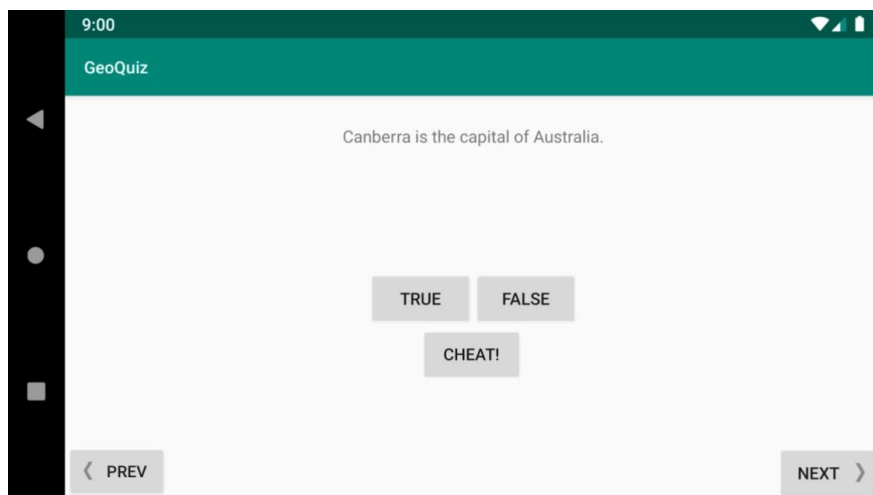 9:00
GeoQuiz
Canberra is the capital of Australia.
TRUE FALSE
CHEAT!
PREV NEXT